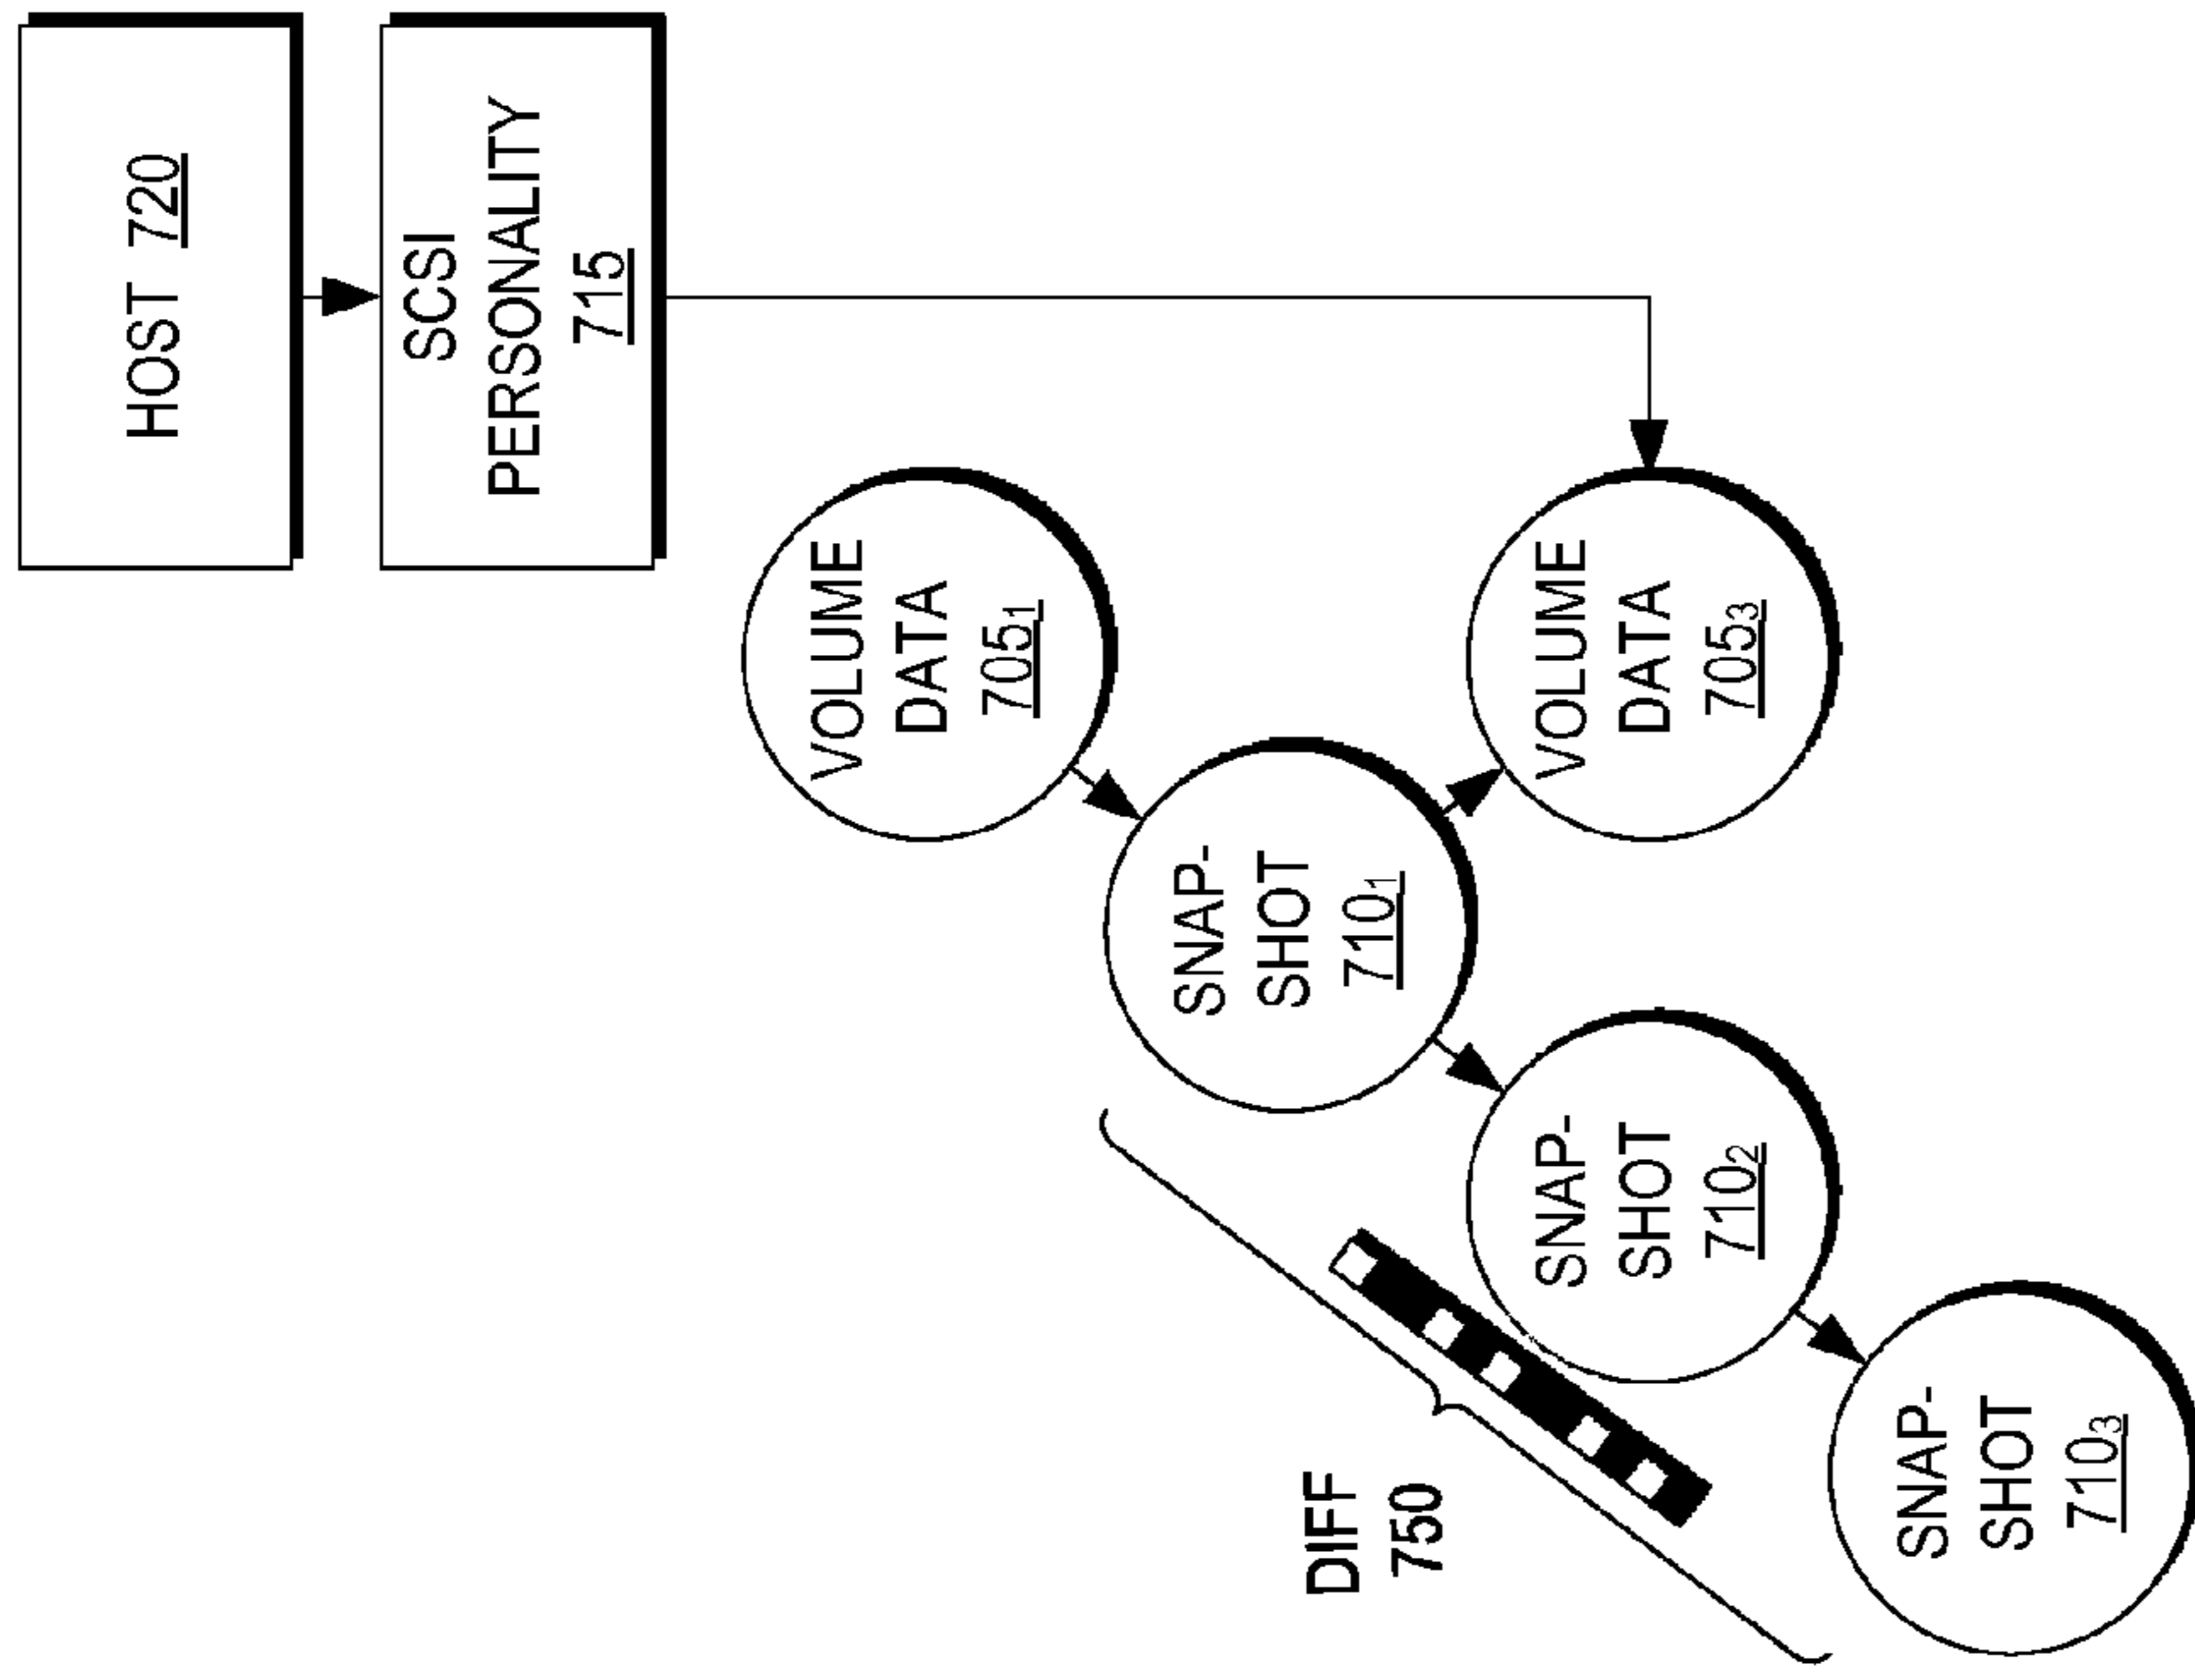 HOST 720
SCSI
PERSONALITY
715
VOLUME
DATA
705₁
SNAP-
SHOT
710₁
VOLUME
DATA
705₃
SNAP-
SHOT
710₂
SNAP-
SHOT
710₃
DIFF
750